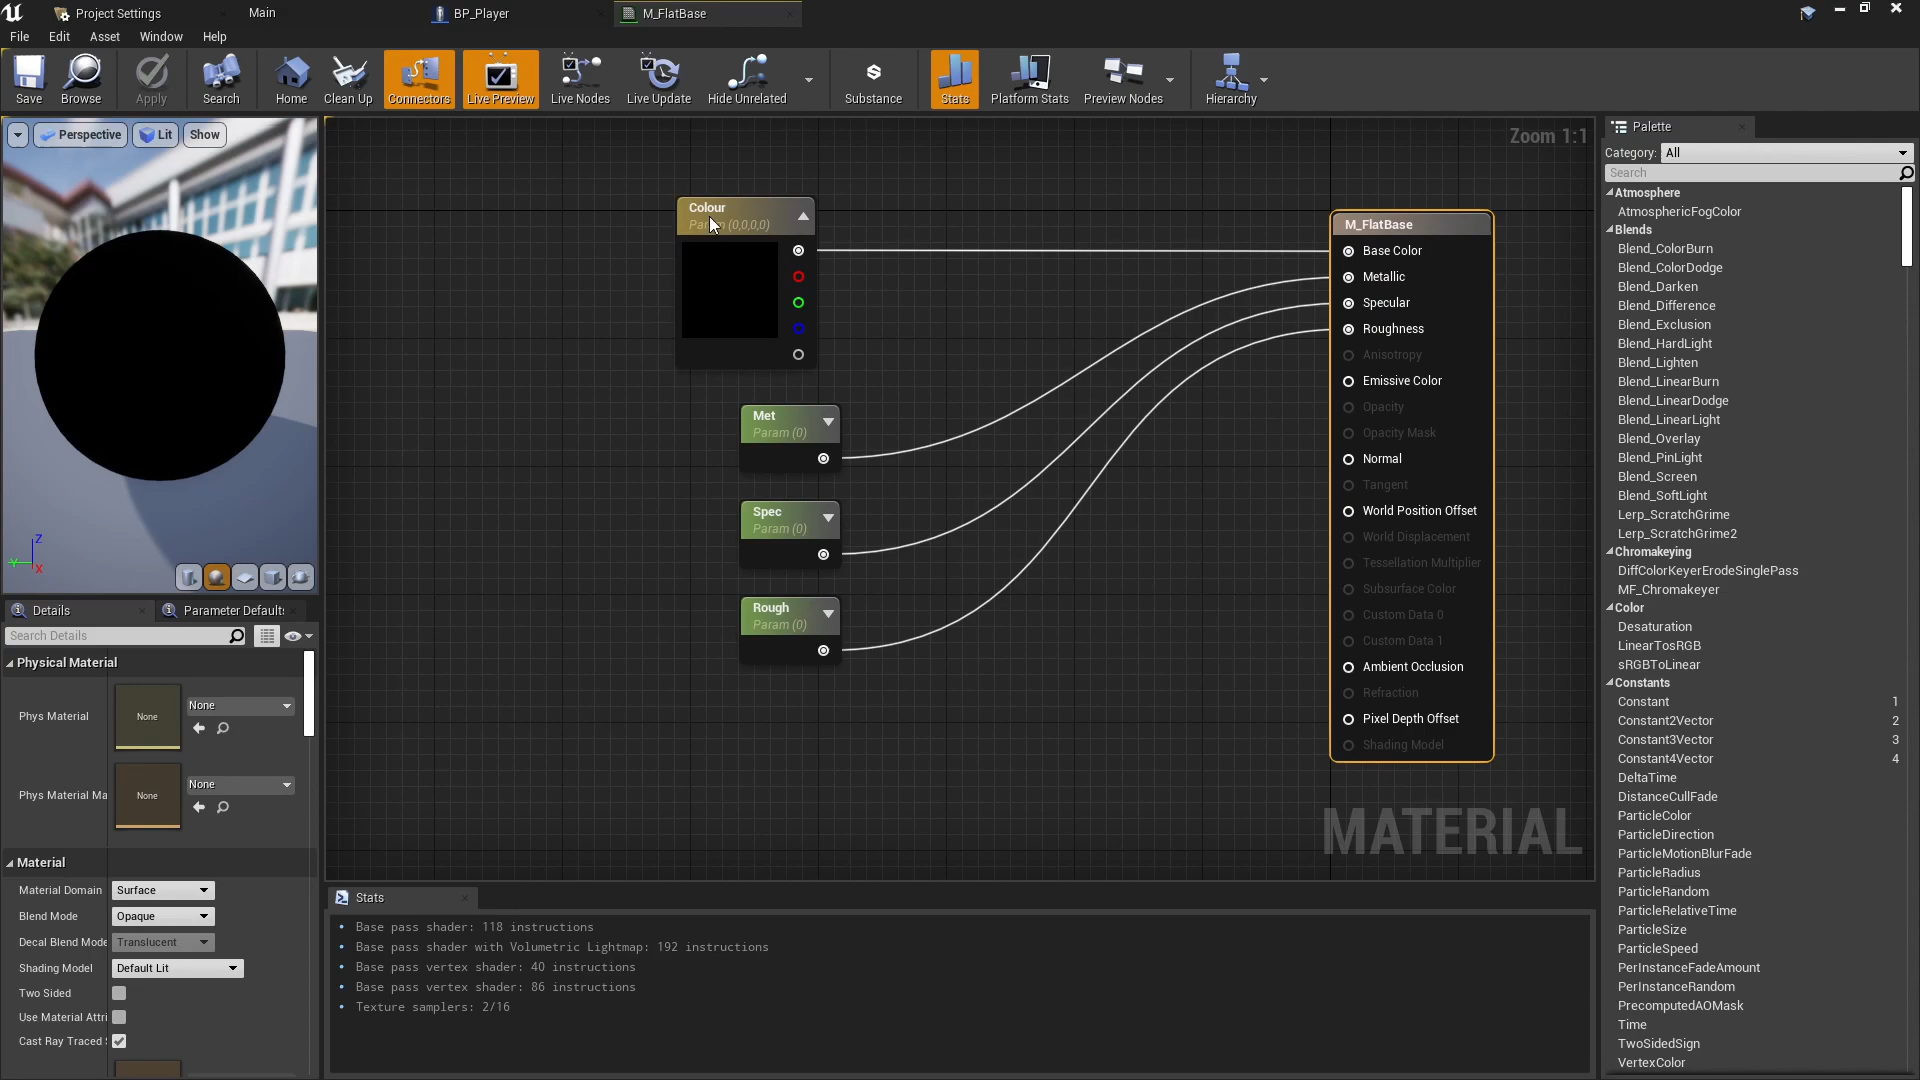 Project Settings
Main
BP_Player
M_FlatBase
File
Edit
Asset
Window
Help
Save
Browse
Apply
Search
Home
Clean Up
Connectors
Live Preview
Live Nodes
Live Update
Hide Unrelated
Substance
Stats
Platform Stats
Preview Nodes
Hierarchy
Perspective
Lit
Show
Z
Y
X
Zoom 1:1
Colour
Param (0,0,0,0)
Met
Param (0)
Spec
Param (0)
Rough
Param (0)
M_FlatBase
Base Color
Metallic
Specular
Roughness
Anisotropy
Emissive Color
Opacity
Opacity Mask
Normal
Tangent
World Position Offset
World Displacement
Tessellation Multiplier
Subsurface Color
Custom Data 0
Custom Data 1
Ambient Occlusion
Refraction
Pixel Depth Offset
Shading Model
MATERIAL
Details
Parameter Default
Search Details
Physical Material
Phys Material
None
None
Phys Material Ma
None
None
Material
Material Domain
Surface
Blend Mode
Opaque
Decal Blend Mode
Translucent
Shading Model
Default Lit
Two Sided
Use Material Attri
Cast Ray Traced
Stats
• Base pass shader: 118 instructions
• Base pass shader with Volumetric Lightmap: 192 instructions
• Base pass vertex shader: 40 instructions
• Base pass vertex shader: 86 instructions
• Texture samplers: 2/16
Palette
Category: All
Search
Atmosphere
AtmosphericFogColor
Blends
Blend_ColorBurn
Blend_ColorDodge
Blend_Darken
Blend_Difference
Blend_Exclusion
Blend_HardLight
Blend_Lighten
Blend_LinearBurn
Blend_LinearDodge
Blend_LinearLight
Blend_Overlay
Blend_PinLight
Blend_Screen
Blend_SoftLight
Lerp_ScratchGrime
Lerp_ScratchGrime2
Chromakeying
DiffColorKeyerErodeSinglePass
MF_Chromakeyer
Color
Desaturation
LinearTosRGB
sRGBToLinear
Constants
Constant 1
Constant2Vector 2
Constant3Vector 3
Constant4Vector 4
DeltaTime
DistanceCullFade
ParticleColor
ParticleDirection
ParticleMotionBlurFade
ParticleRadius
ParticleRandom
ParticleRelativeTime
ParticleSize
ParticleSpeed
PerInstanceFadeAmount
PerInstanceRandom
PrecomputedAOMask
Time
TwoSidedSign
VertexColor